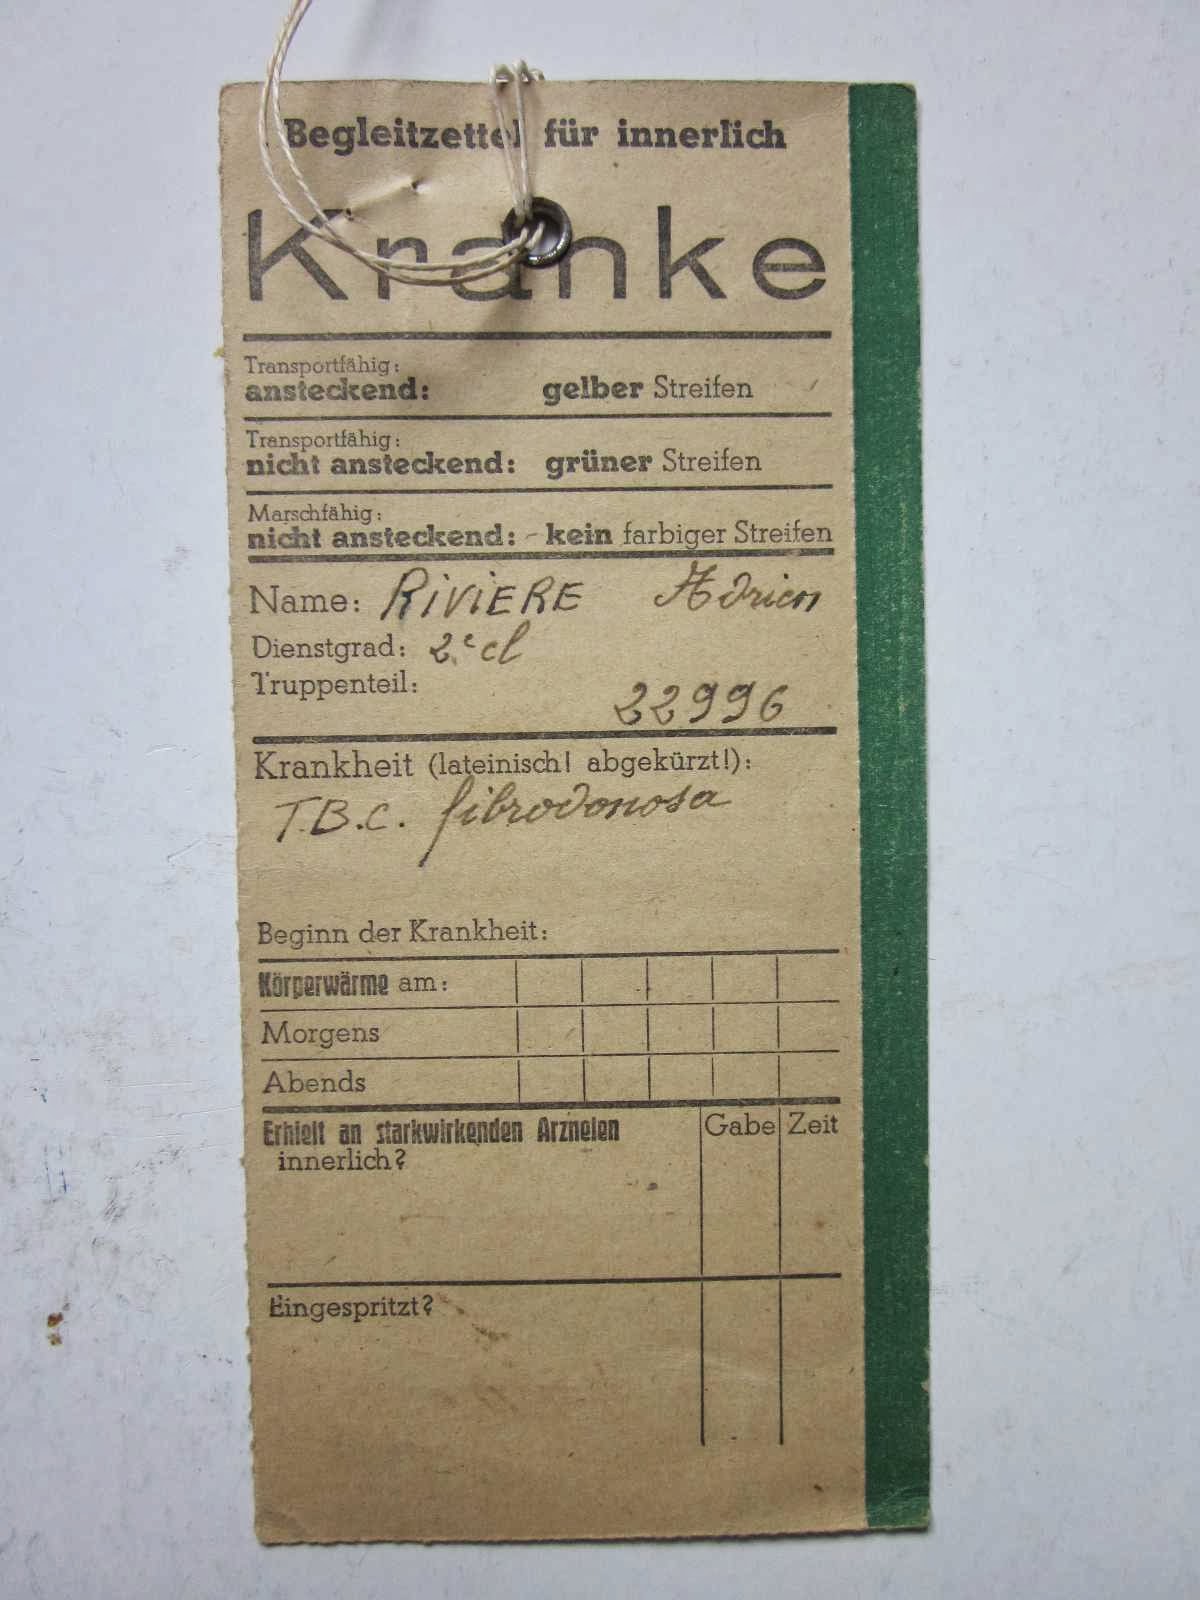 Begleitzettel für innerlich
Kranke
Transportfähig:
ansteckend: gelber Streifen
Transportfähig:
nicht ansteckend: grüner Streifen
Marschfähig:
nicht ansteckend: - kein farbiger Streifen
Name: RIVIERE Adrien
Dienstgrad: 2e cl
Truppenteil:
22996
Krankheit (lateinisch! abgekürzt!):
T.B.C. fibrodonosa
Beginn der Krankheit:
Körperwärme am:
Morgens
Abends
Erhielt an starkwirkenden Arzneien Gabe Zeit
innerlich?
Eingespritzt?